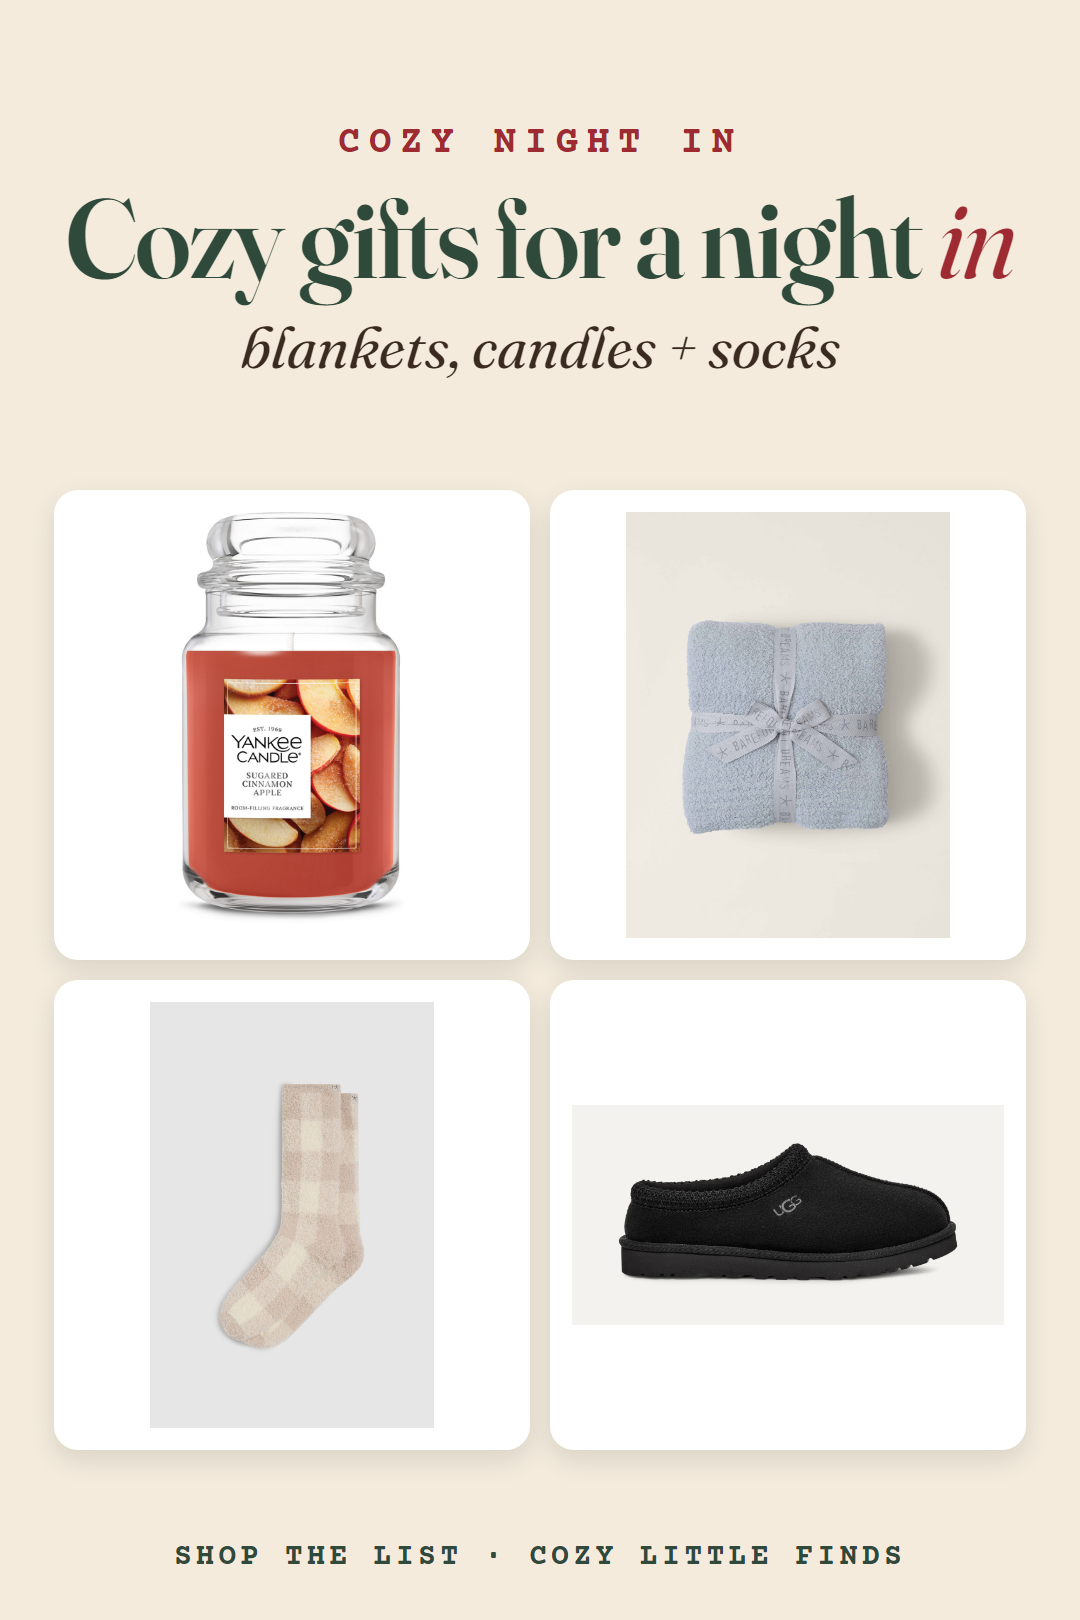 COZY NIGHT IN
Cozy gifts for a night in
blankets, candles + socks
EST. 1969
YANKEE
CANDLE®
SUGARED
CINNAMON
APPLE
ROOM-FILLING FRAGRANCE
UGG
SHOP THE LIST · COZY LITTLE FINDS